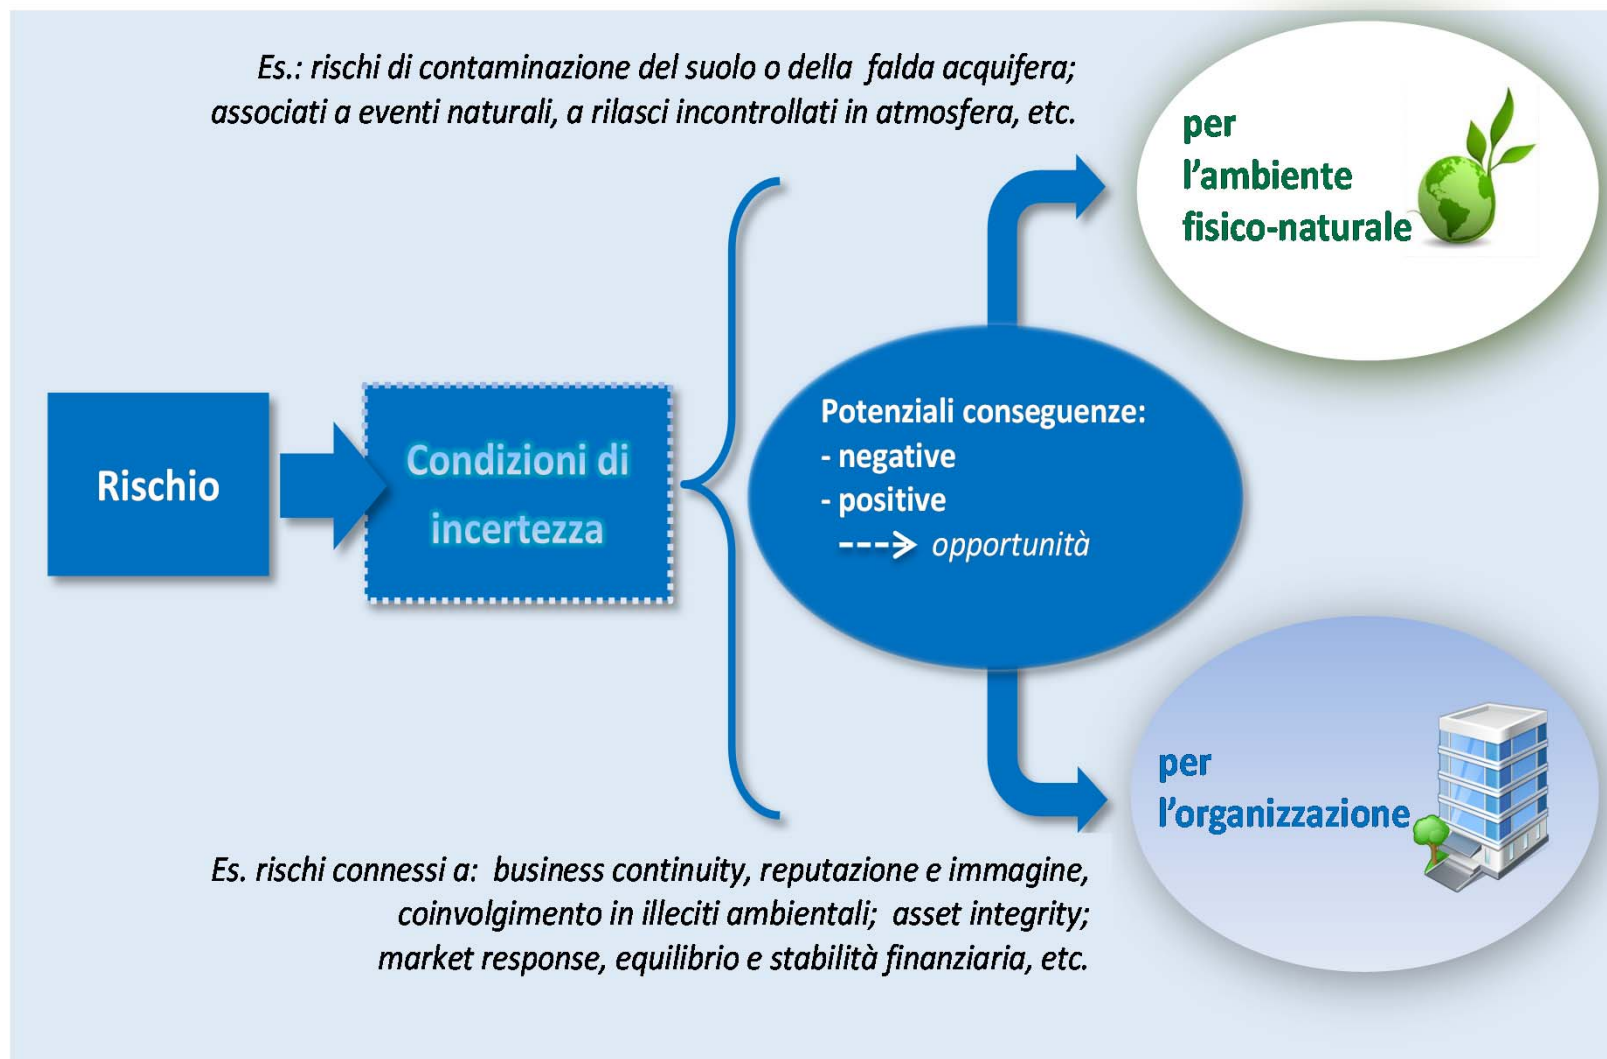 Es.: rischi di contaminazione del suolo o della falda acquifera;
associati a eventi naturali, a rilasci incontrollati in atmosfera, etc.
per
l'ambiente
fisico-naturale
Rischio
Condizioni di
incertezza
Potenziali conseguenze:
- negative
- positive
opportunità
per
l'organizzazione
Es. rischi connessi a: business continuity, reputazione e immagine,
coinvolgimento in illeciti ambientali; asset integrity;
market response, equilibrio e stabilità finanziaria, etc.